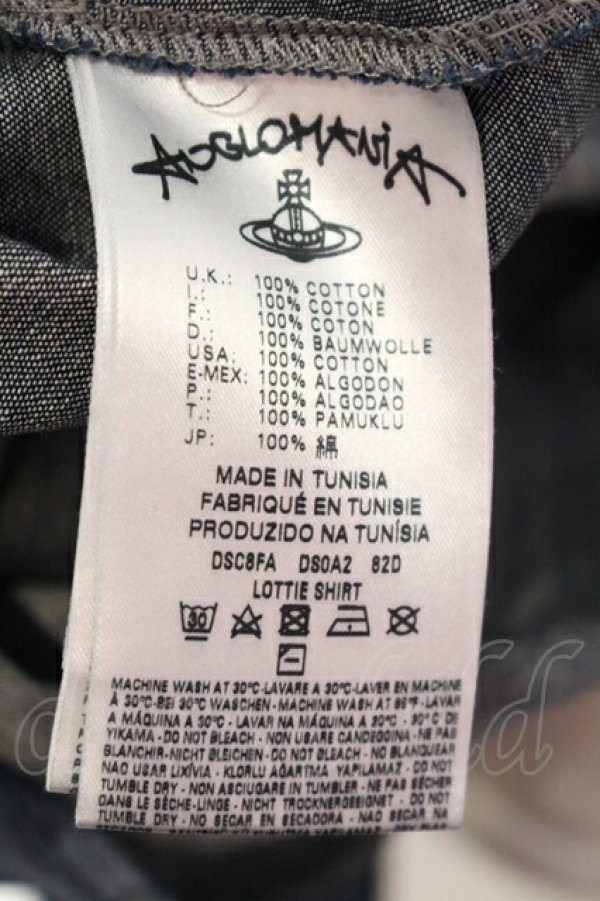 ANGLOMANIA
U.K.: 100% COTTON
I.: 100% COTONE
F.: 100% COTON
D.: 100% BAUMWOLLE
USA: 100% COTTON
E-MEX: 100% ALGODON
P.: 100% ALGODAO
T.: 100% PAMUKLU
JP: 100% 綿
MADE IN TUNISIA
FABRIQUÉ EN TUNISIE
PRODUZIDO NA TUNÍSIA
DSC8FA DS0A2 82D
LOTTIE SHIRT
30
MACHINE WASH AT 30°C-LAVARE A 30°C-LAVER EN MACHINE
À 30°C-BEI 30°C WASCHEN-MACHINE WASH AT 86°F-LAVAR
A MÁQUINA A 30°C - LAVAR NA MÁQUINA A 30°C - 30°C DE
YIKAMA-DO NOT BLEACH - NON USARE CANDEGGINA-NE PAS
BLANCHIR-NICHT BLEICHEN-DO NOT BLEACH-NO BLANQUEAR
NAO USAR LIXÍVIA - KLORLU AĞARTMA YAPILAMAZ - DO NOT
TUMBLE DRY - NON ASCIUGARE IN TUMBLER - NE PAS SÉCHER
DANS LE SÈCHE-LINGE - NICHT TROCKNERGEEIGNET - DO NOT
TUMBLE DRY - NO SECAR EN SECADORA - NAO SECAR NA